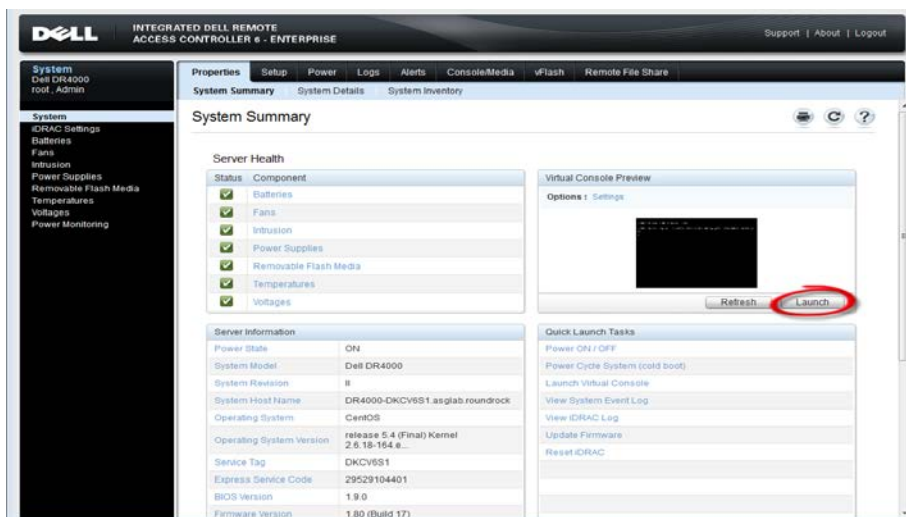 DELL
INTEGRATED DELL REMOTE
ACCESS CONTROLLER 6 - ENTERPRISE
Support | About | Logout
System
Dell DR4000
root , Admin
System
iDRAC Settings
Batteries
Fans
Intrusion
Power Supplies
Removable Flash Media
Temperatures
Voltages
Power Monitoring
Properties Setup Power Logs Alerts Console/Media vFlash Remote File Share
System Summary System Details System Inventory
System Summary
Server Health
Status Component
Batteries
Fans
Intrusion
Power Supplies
Removable Flash Media
Temperatures
Voltages
Virtual Console Preview
Options : Settings
Refresh Launch
Server Information
Power State ON
System Model Dell DR4000
System Revision II
System Host Name DR4000-DKCV6S1.asglab.roundrock
Operating System CentOS
Operating System Version release 5.4 (Final) Kernel
2.6.18-164.e...
Service Tag DKCV6S1
Express Service Code 29529104401
BIOS Version 1.9.0
Firmware Version 1.80 (Build 17)
Quick Launch Tasks
Power ON / OFF
Power Cycle System (cold boot)
Launch Virtual Console
View System Event Log
View iDRAC Log
Update Firmware
Reset iDRAC